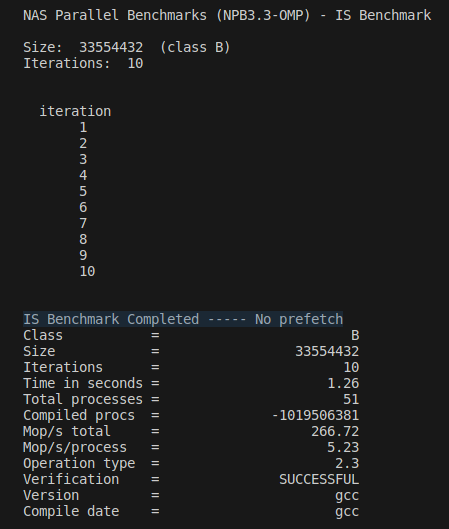 NAS Parallel Benchmarks (NPB3.3-OMP) - IS Benchmark
Size:  33554432  (class B)
Iterations:  10
iteration
1
2
3
4
5
6
7
8
9
10
IS Benchmark Completed ----- No prefetch
Class           =                        B
Size            =                 33554432
Iterations      =                       10
Time in seconds =                     1.26
Total processes =                       51
Compiled procs  =              -1019506381
Mop/s total     =                   266.72
Mop/s/process   =                     5.23
Operation type  =                      2.3
Verification    =               SUCCESSFUL
Version         =                      gcc
Compile date    =                      gcc